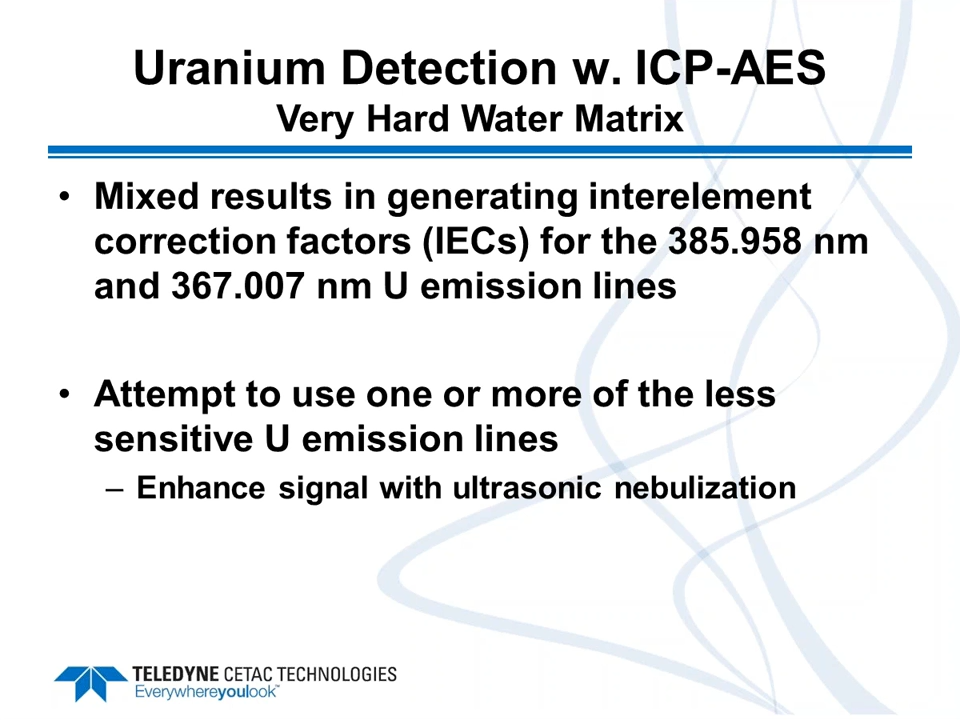 Uranium Detection w. ICP-AES
Very Hard Water Matrix
• Mixed results in generating interelement
correction factors (IECs) for the 385.958 nm
and 367.007 nm U emission lines
• Attempt to use one or more of the less
sensitive U emission lines
– Enhance signal with ultrasonic nebulization
TELEDYNE CETAC TECHNOLOGIES
Everywhereyoulook™